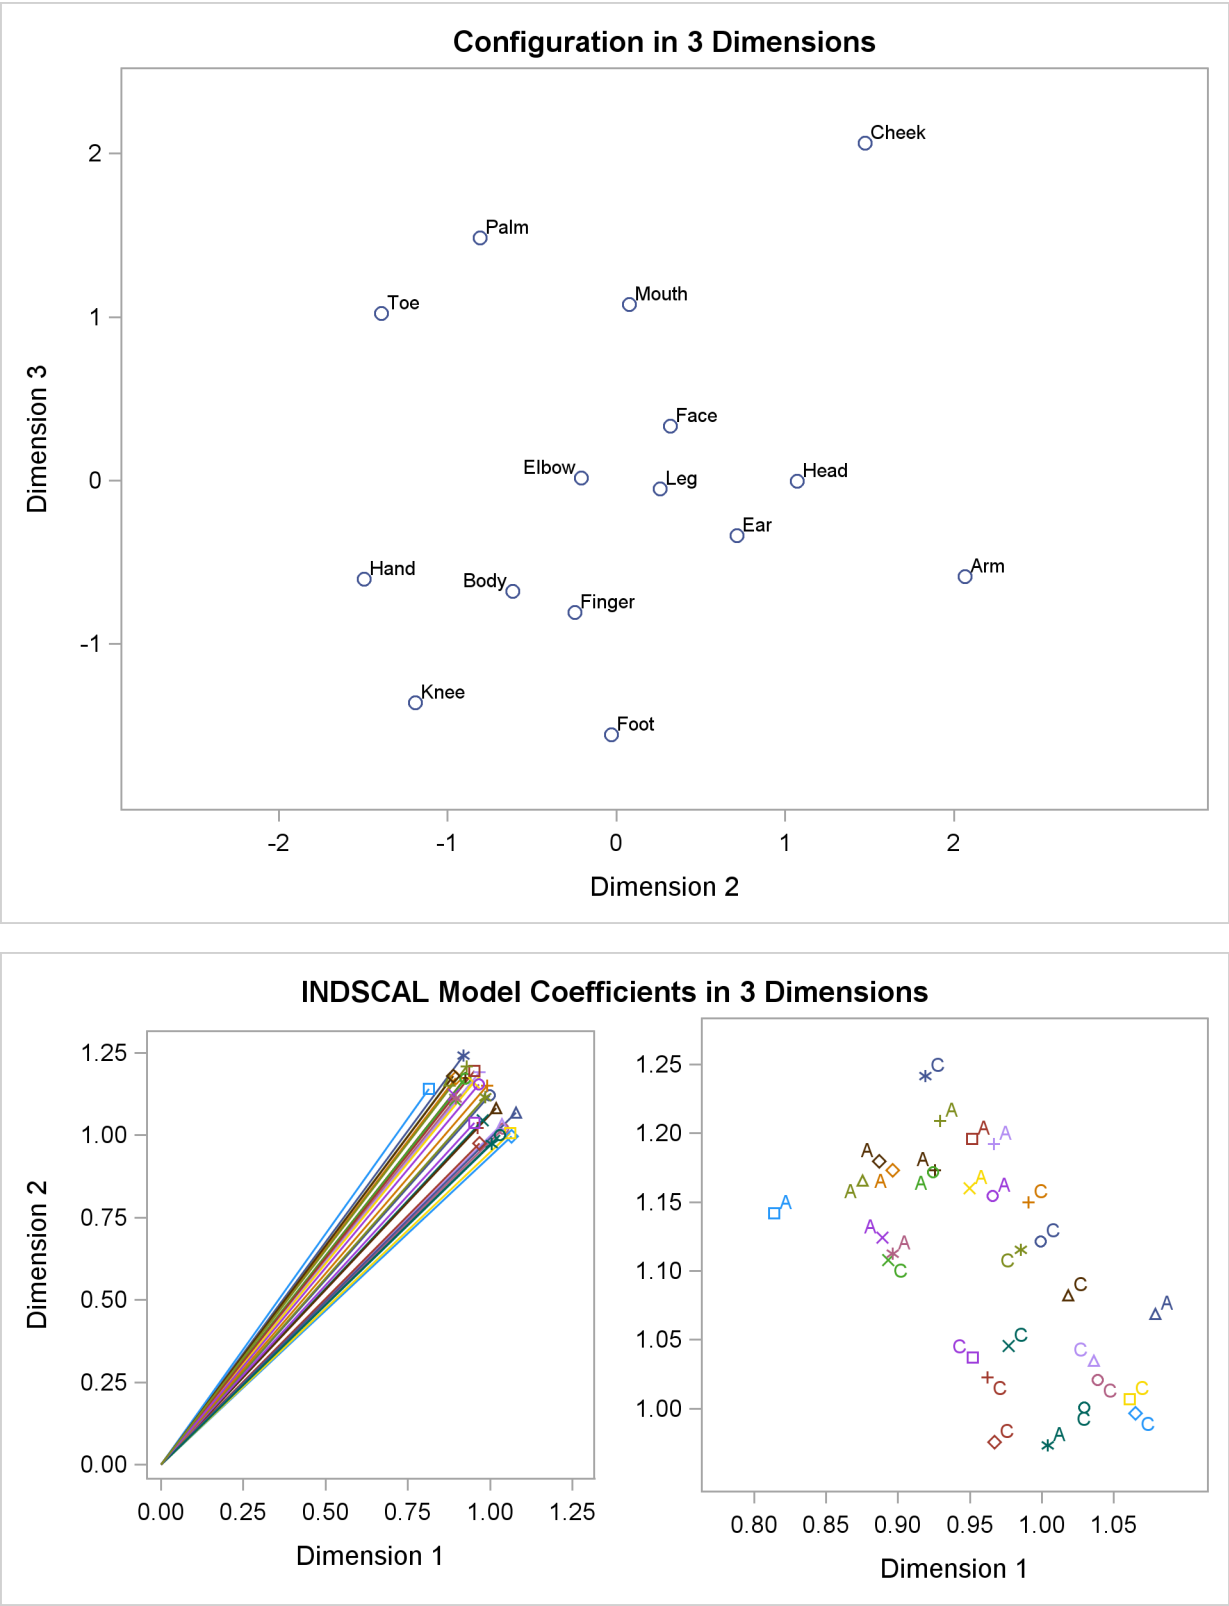 Configuration in 3 Dimensions
Cheek
2
Palm
Mouth
Toe
1
Face
Elbow
Head
Leg
0
Ear
Arm
Hand
Body
Finger
-1
Knee
Foot
Dimension 3
-2 -1 0 1 2
Dimension 2
INDSCAL Model Coefficients in 3 Dimensions
1.25
1.00
0.75
0.50
0.25
0.00
Dimension 2
0.00 0.25 0.50 0.75 1.00 1.25
Dimension 1
1.25
1.20
1.15
1.10
1.05
1.00
C
A
A
A
A
A
A
A
A
A
A
C
A
C
A
A
C
C
C
A
C
C
C
C
C
C
C
C
C
A
0.80 0.85 0.90 0.95 1.00 1.05
Dimension 1